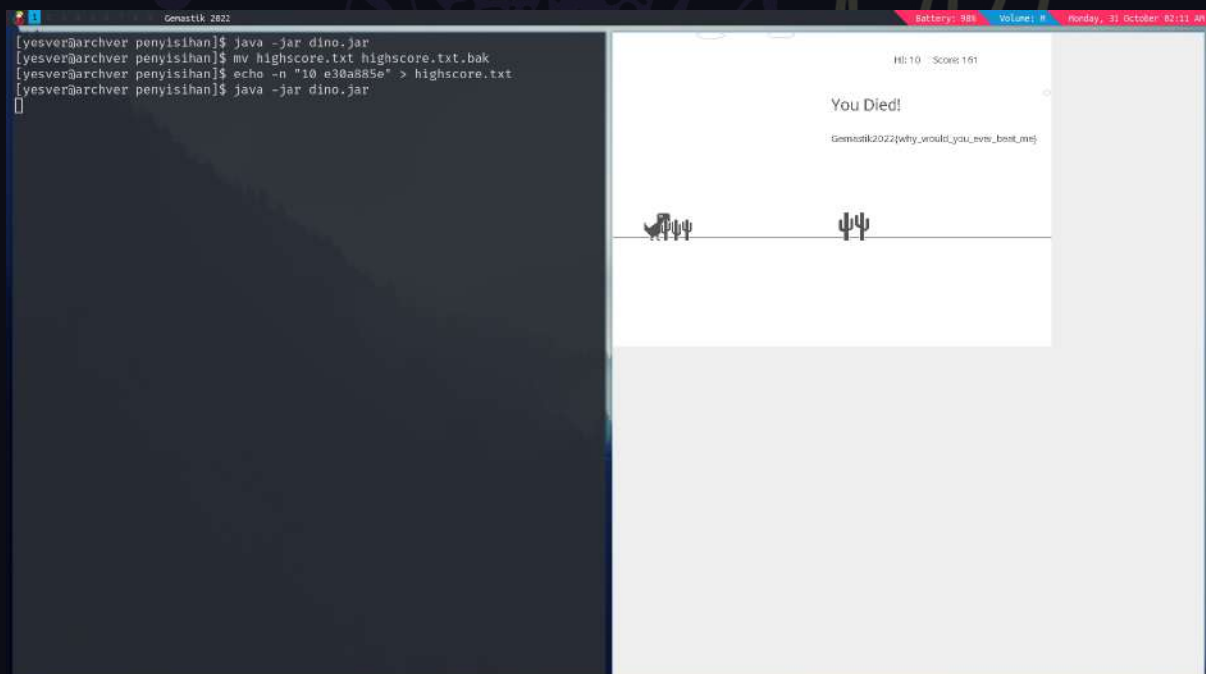 1
Gemastik 2022
Battery: 98%
Volume: M
Monday, 31 October 02:11 AM
[yesver@archver penyisihan]$ java -jar dino.jar
[yesver@archver penyisihan]$ mv highscore.txt highscore.txt.bak
[yesver@archver penyisihan]$ echo -n "10 e30a885e" > highscore.txt
[yesver@archver penyisihan]$ java -jar dino.jar
HI: 10 Score: 161
You Died!
Gemastik2022{why_would_you_ever_beat_me}